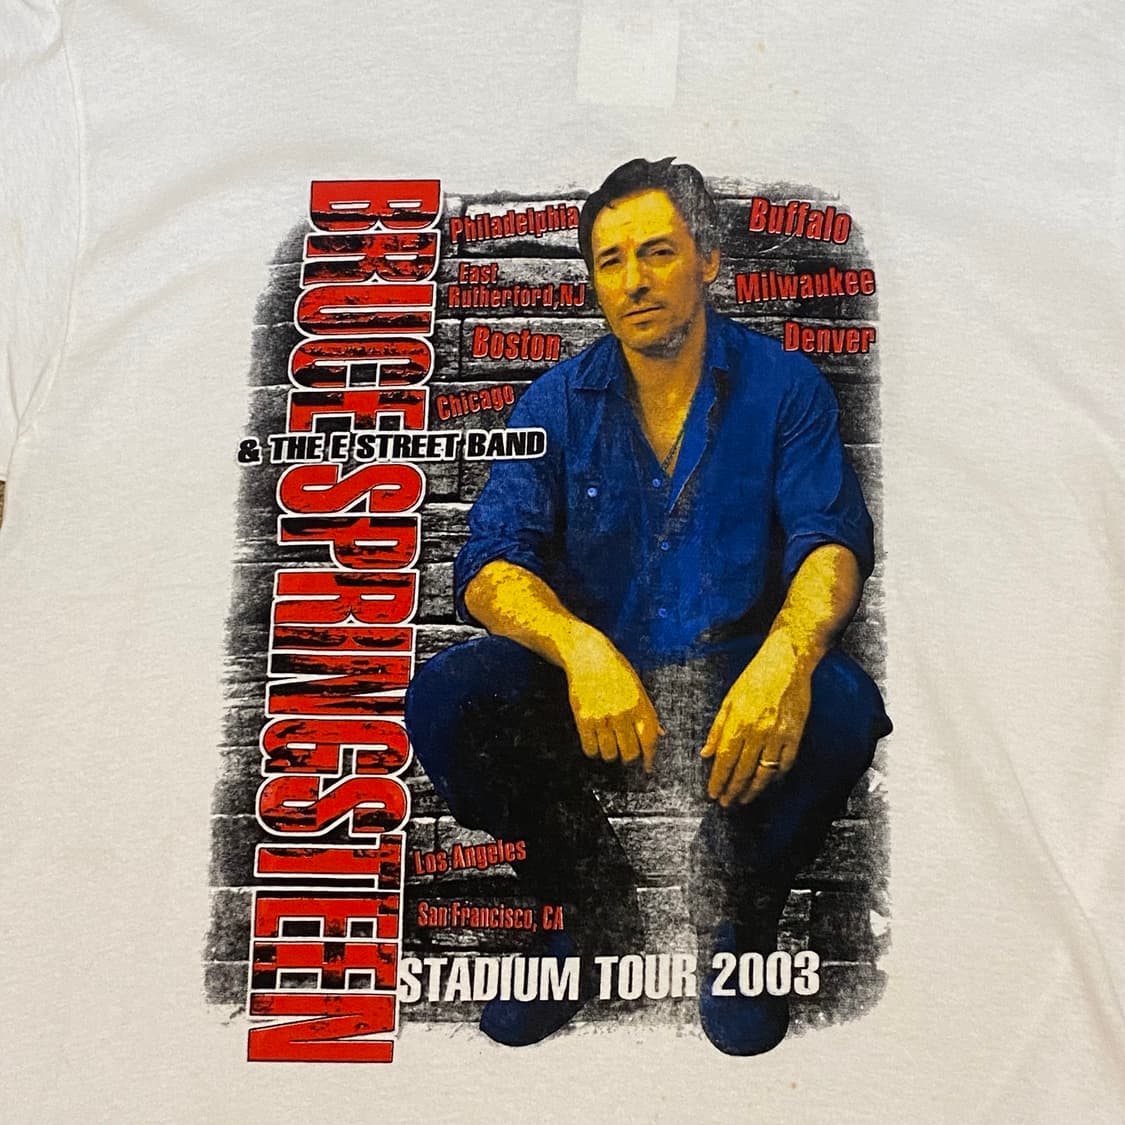 BRUCE SPRINGSTEEN
& THE E STREET BAND
Philadelphia
East
Rutherford,NJ
Boston
Chicago
Buffalo
Milwaukee
Denver
Los Angeles
San Francisco, CA
STADIUM TOUR 2003